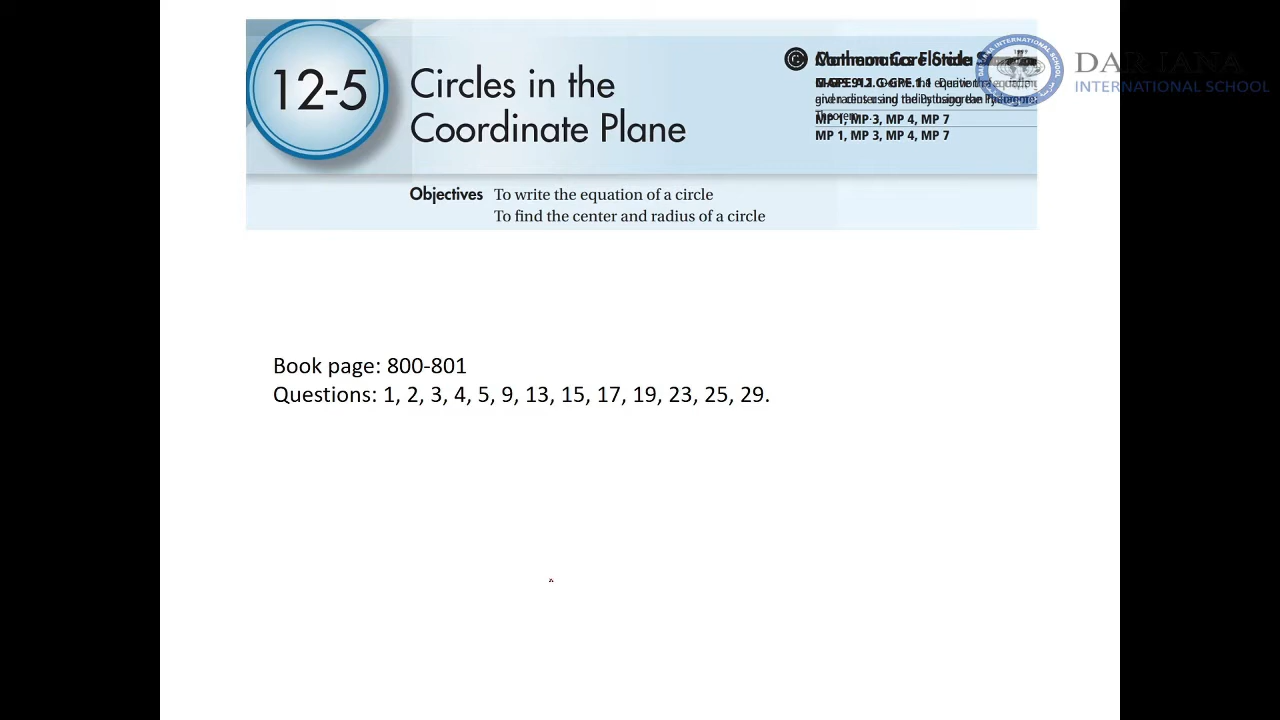 12-5
Circles in the
Coordinate Plane
MP 1, MP 3, MP 4, MP 7
MP 1, MP 3, MP 4, MP 7
DAR JANA
INTERNATIONAL SCHOOL
Objectives To write the equation of a circle
To find the center and radius of a circle
Book page: 800-801
Questions: 1, 2, 3, 4, 5, 9, 13, 15, 17, 19, 23, 25, 29.